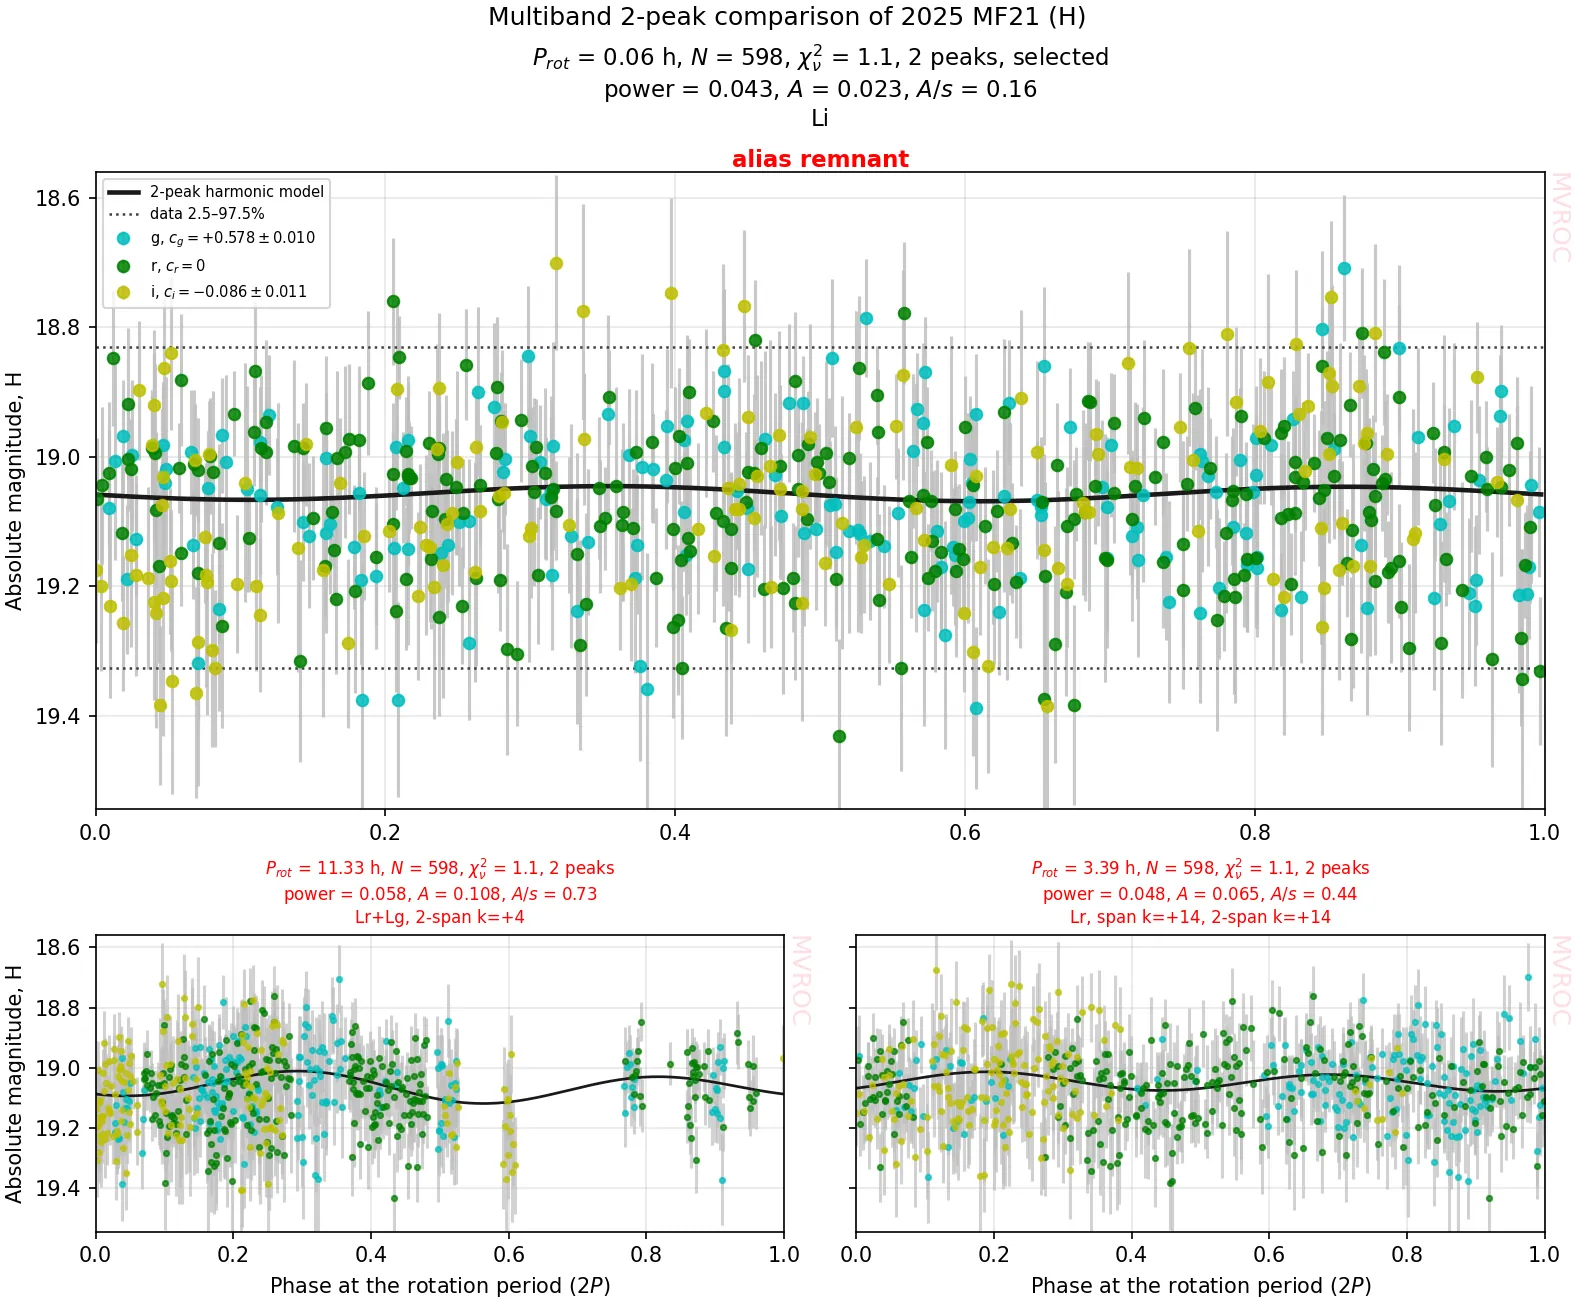 Multiband 2-peak comparison of 2025 MF21 (H)
P_rot = 0.06 h, N = 598, χ²_ν = 1.1, 2 peaks, selected
power = 0.043, A = 0.023, A/s = 0.16
Li
alias remnant
2-peak harmonic model
data 2.5–97.5%
g, c_g = +0.578 ± 0.010
r, c_r = 0
i, c_i = −0.086 ± 0.011
MVROC
Absolute magnitude, H
18.6
18.8
19.0
19.2
19.4
0.0 0.2 0.4 0.6 0.8 1.0
P_rot = 11.33 h, N = 598, χ²_ν = 1.1, 2 peaks
power = 0.058, A = 0.108, A/s = 0.73
Lr+Lg, 2-span k=+4
MVROC
Absolute magnitude, H
18.6
18.8
19.0
19.2
19.4
0.0 0.2 0.4 0.6 0.8 1.0
Phase at the rotation period (2P)
P_rot = 3.39 h, N = 598, χ²_ν = 1.1, 2 peaks
power = 0.048, A = 0.065, A/s = 0.44
Lr, span k=+14, 2-span k=+14
MVROC
0.0 0.2 0.4 0.6 0.8 1.0
Phase at the rotation period (2P)